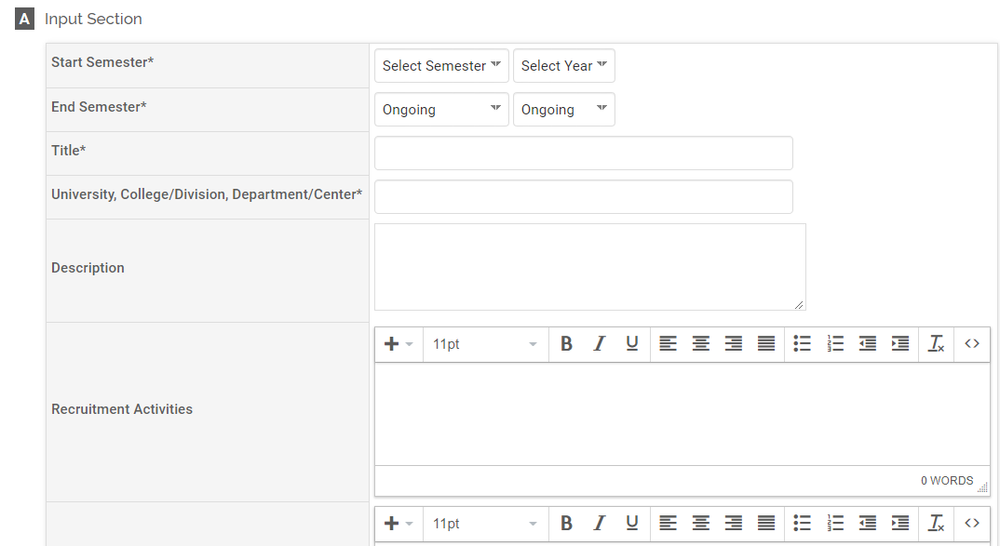 A Input Section
Start Semester* Select Semester Select Year
End Semester* Ongoing Ongoing
Title*
University, College/Division, Department/Center*
Description
11pt B I U
Recruitment Activities
0 WORDS
11pt B I U